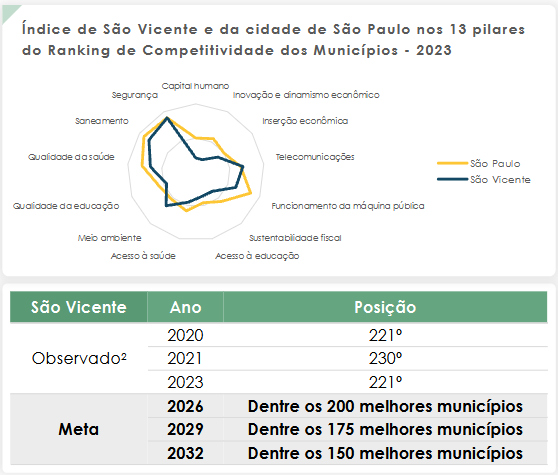 Índice de São Vicente e da cidade de São Paulo nos 13 pilares
do Ranking de Competitividade dos Municípios - 2023
Capital humano
Segurança
Inovação e dinamismo econômico
Saneamento
Inserção econômica
Qualidade da saúde
Telecomunicações
São Paulo
São Vicente
Qualidade da educação
Funcionamento da máquina pública
Meio ambiente
Sustentabilidade fiscal
Acesso à saúde
Acesso à educação
São Vicente Ano Posição
2020 221º
Observado² 2021 230º
2023 221º
2026 Dentre os 200 melhores municípios
Meta 2029 Dentre os 175 melhores municípios
2032 Dentre os 150 melhores municípios